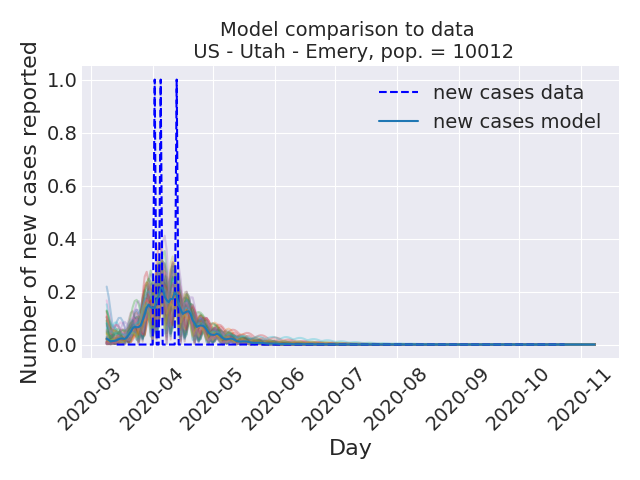 Model comparison to data
US - Utah - Emery, pop. = 10012
Number of new cases reported
1.0
0.8
0.6
0.4
0.2
0.0
new cases data
new cases model
2020-03
2020-04
2020-05
2020-06
2020-07
2020-08
2020-09
2020-10
2020-11
Day